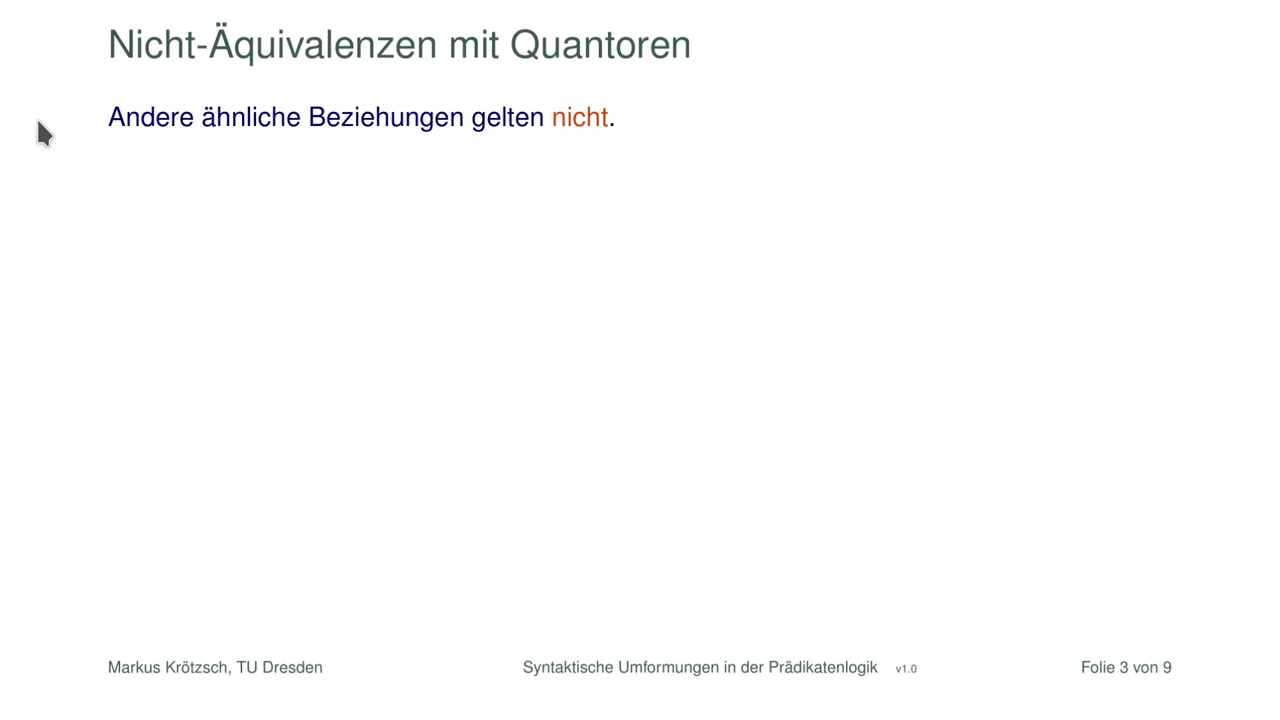 Nicht-Äquivalenzen mit Quantoren
Andere ähnliche Beziehungen gelten nicht.
Markus Krötzsch, TU Dresden Syntaktische Umformungen in der Prädikatenlogik v1.0 Folie 3 von 9